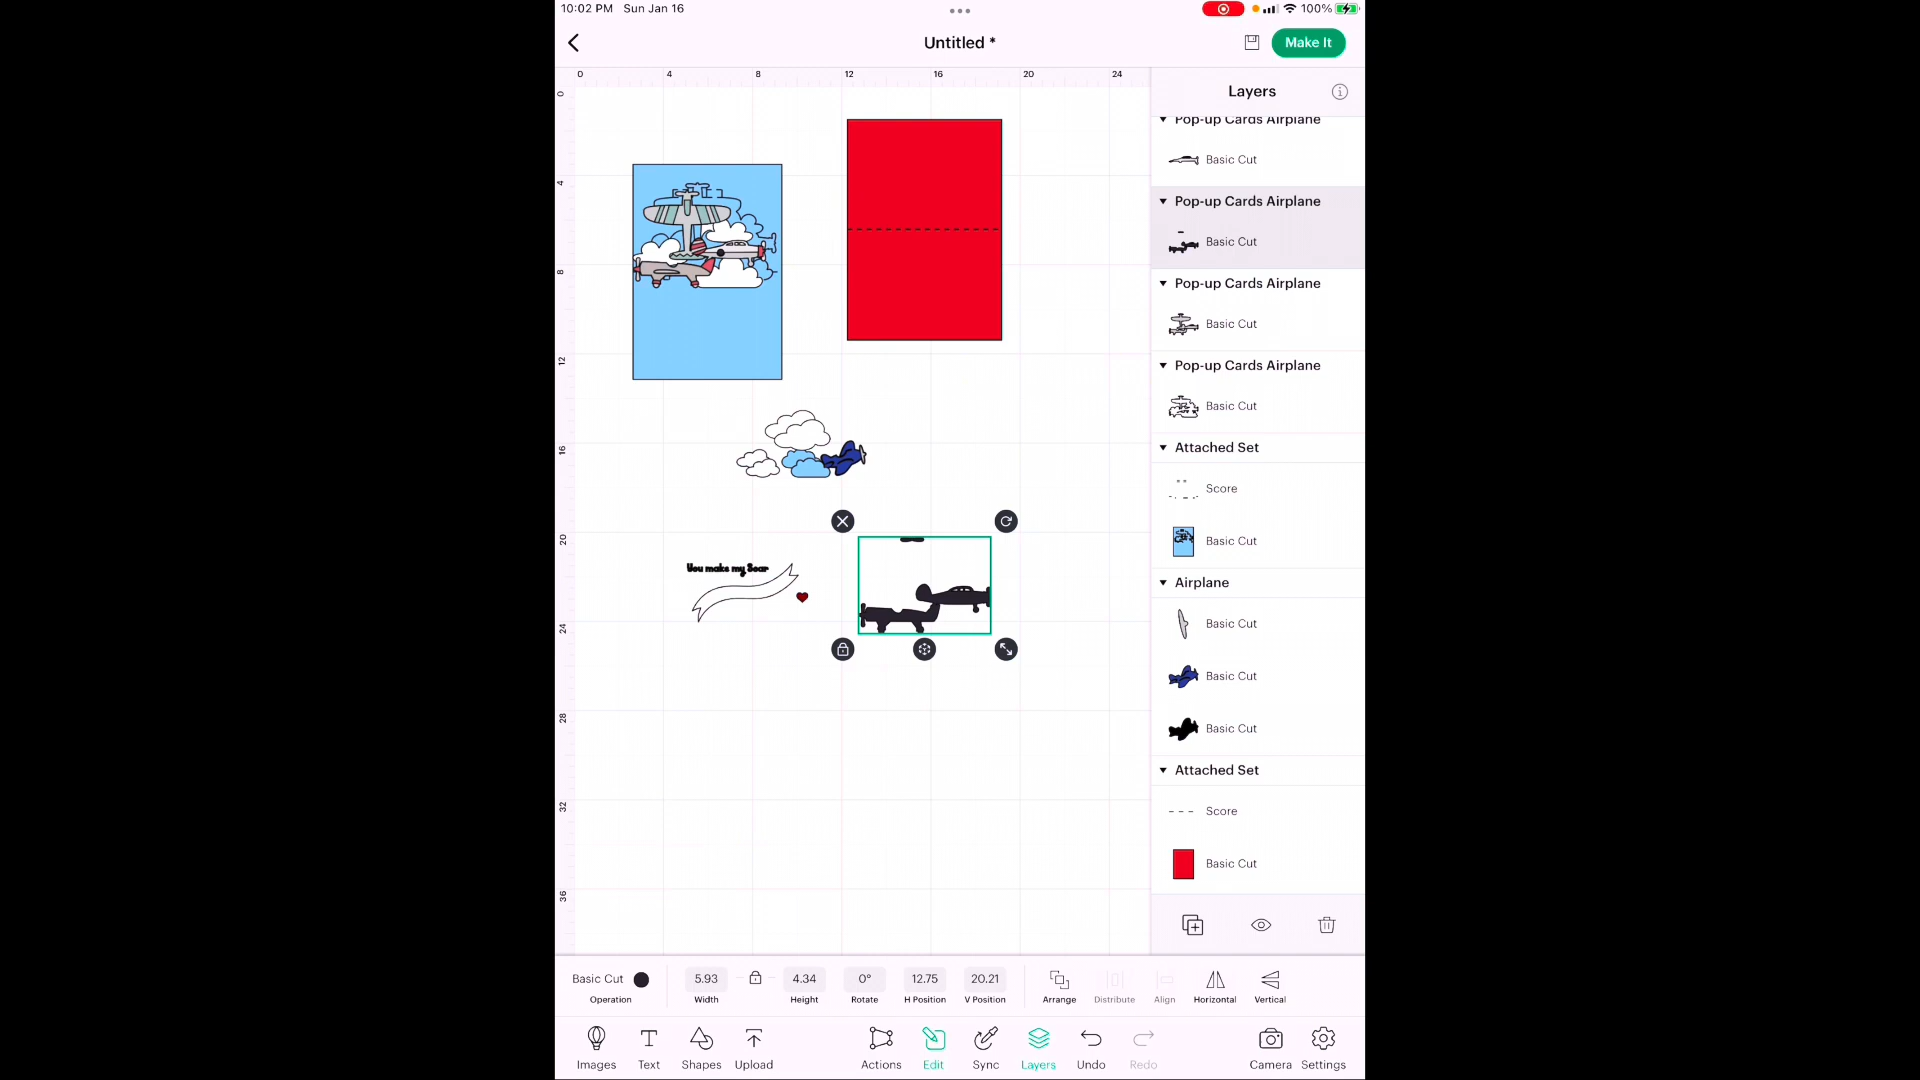 10:02 PM Sun Jan 16
100%
Untitled *
Make It
0 4 8 12 16 20 24
0
4
8
12
16
20
24
28
32
36
Layers
Pop-up Cards Airplane
Basic Cut
Pop-up Cards Airplane
Basic Cut
Pop-up Cards Airplane
Basic Cut
Pop-up Cards Airplane
Basic Cut
Attached Set
Score
Basic Cut
Airplane
Basic Cut
Basic Cut
Basic Cut
Attached Set
Score
Basic Cut
You make my Soar
Basic Cut
Operation
5.93
Width
4.34
Height
0°
Rotate
12.75
H Position
20.21
V Position
Arrange
Distribute
Align
Horizontal
Vertical
Images
Text
Shapes
Upload
Actions
Edit
Sync
Layers
Undo
Redo
Camera
Settings